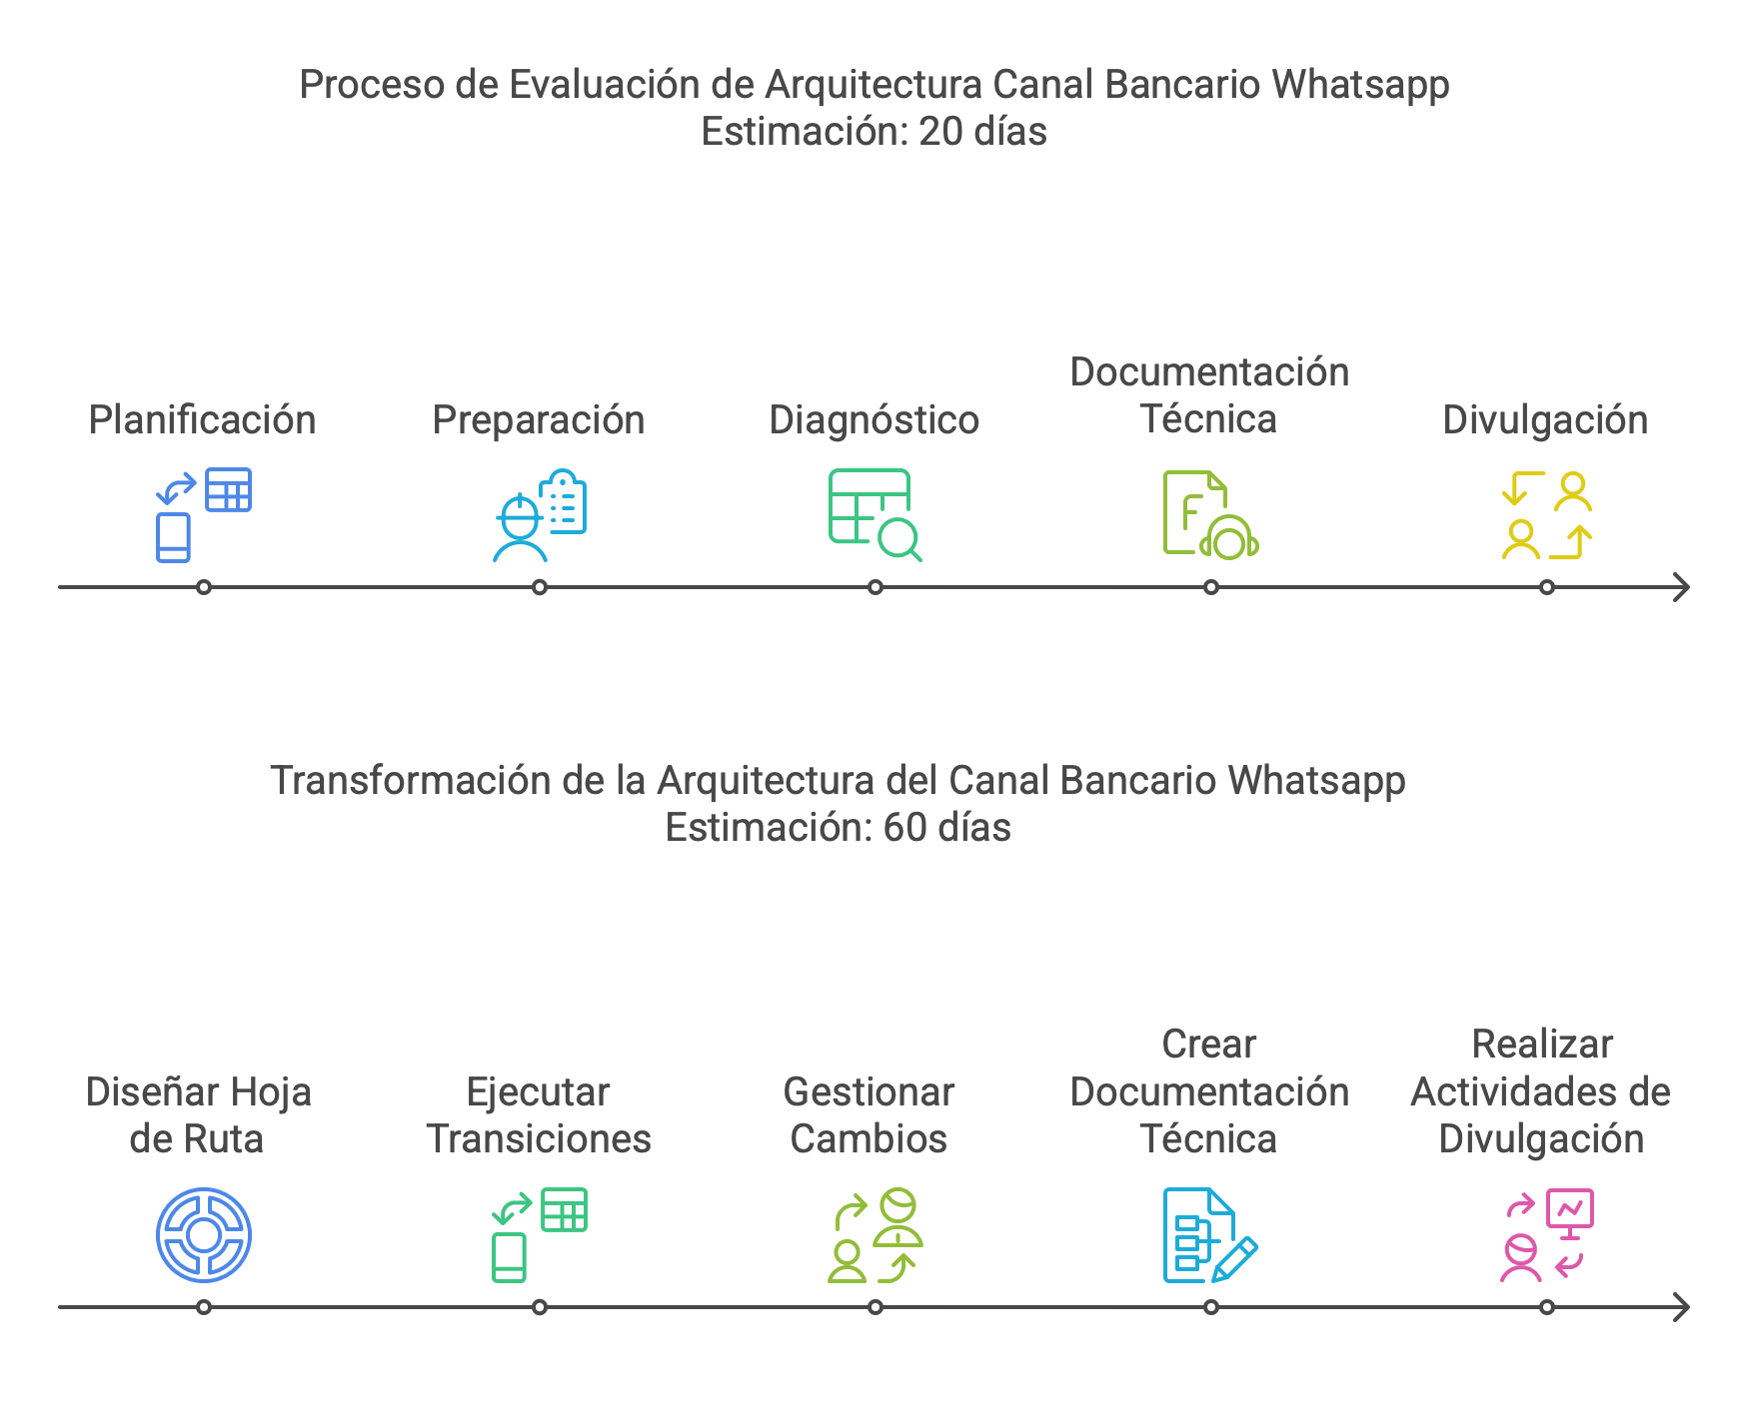 Proceso de Evaluación de Arquitectura Canal Bancario Whatsapp
Estimación: 20 días
Planificación
Preparación
Diagnóstico
Documentación
Técnica
Divulgación
F
Transformación de la Arquitectura del Canal Bancario Whatsapp
Estimación: 60 días
Diseñar Hoja
de Ruta
Ejecutar
Transiciones
Gestionar
Cambios
Crear
Documentación
Técnica
Realizar
Actividades de
Divulgación